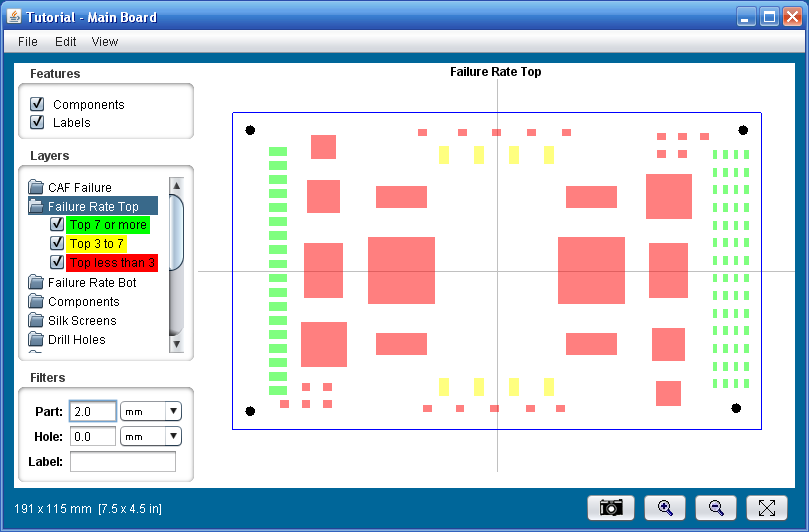 Tutorial - Main Board
File Edit View
Features
Components
Labels
Layers
CAF Failure
Failure Rate Top
Top 7 or more
Top 3 to 7
Top less than 3
Failure Rate Bot
Components
Silk Screens
Drill Holes
Filters
Part: 2.0 mm
Hole: 0.0 mm
Label:
Failure Rate Top
191 x 115 mm [7.5 x 4.5 in]